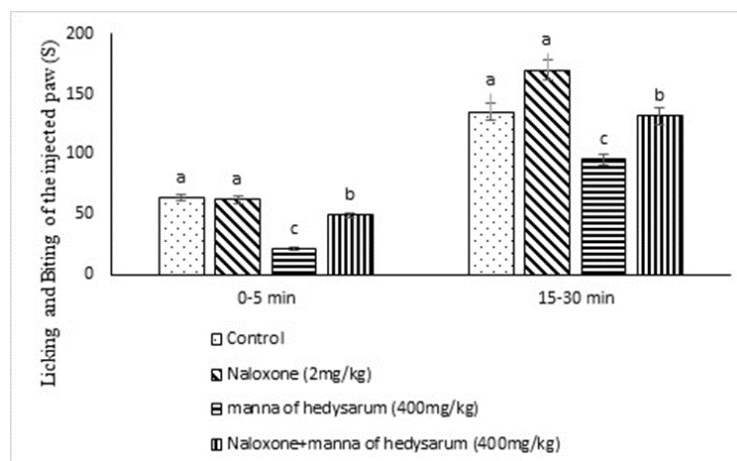 Licking and Biting of the injected paw (S)
200
150
100
50
0
a
a
c
b
a
a
c
b
0-5 min
15-30 min
Control
Naloxone (2mg/kg)
manna of hedysarum (400mg/kg)
Naloxone+manna of hedysarum (400mg/kg)